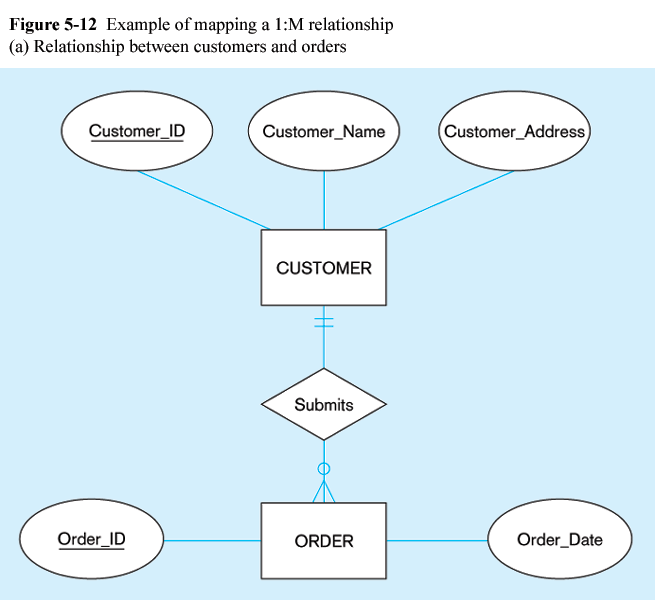 Figure 5-12 Example of mapping a 1:M relationship
(a) Relationship between customers and orders
Customer_ID
Customer_Name
Customer_Address
CUSTOMER
Submits
Order_ID
ORDER
Order_Date